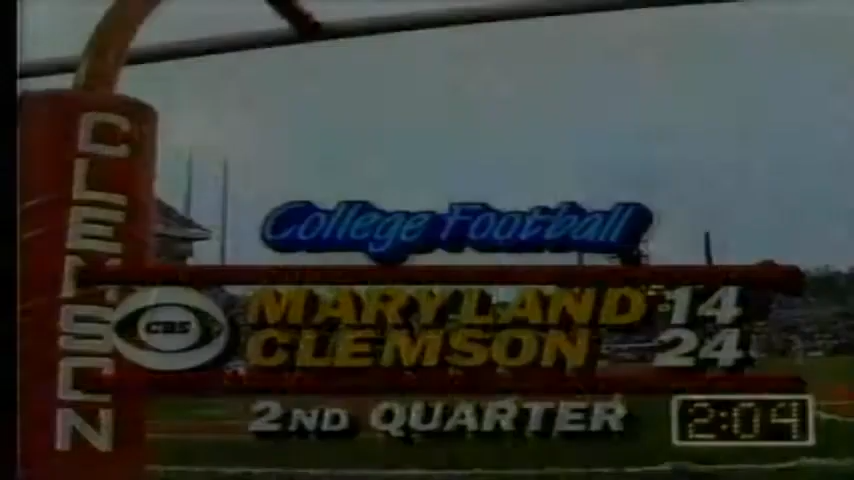 CLEMSON
College Football
CBS
MARYLAND 14
CLEMSON 24
2ND QUARTER 2:04